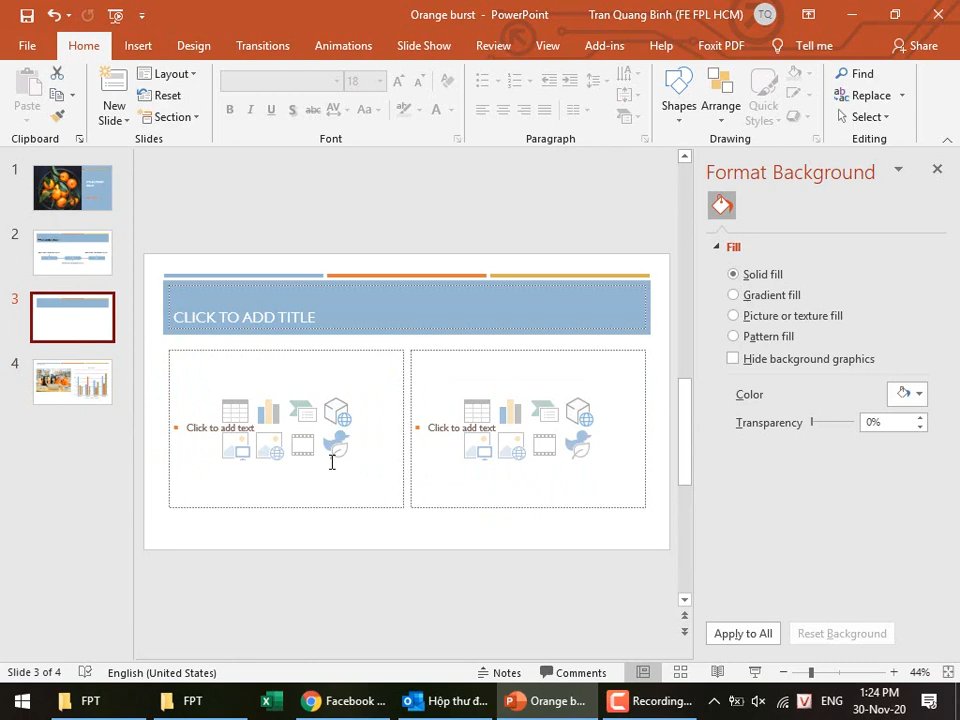 Orange burst - PowerPoint
Tran Quang Binh (FE FPL HCM)
TQ
File
Home
Insert
Design
Transitions
Animations
Slide Show
Review
View
Add-ins
Help
Foxit PDF
Tell me
Share
Paste
Clipboard
New Slide
Layout
Reset
Section
Slides
18
B
I
U
S
abc
AV
Aa
A
Font
Paragraph
Shapes
Arrange
Quick Styles
Drawing
Find
Replace
Select
Editing
1
2
3
4
CLICK TO ADD TITLE
Click to add text
Click to add text
Format Background
Fill
Solid fill
Gradient fill
Picture or texture fill
Pattern fill
Hide background graphics
Color
Transparency
0%
Apply to All
Reset Background
Slide 3 of 4
English (United States)
Notes
Comments
44%
FPT
FPT
Facebook ...
Hộp thư đ...
Orange b...
Recording...
ENG
1:24 PM
30-Nov-20